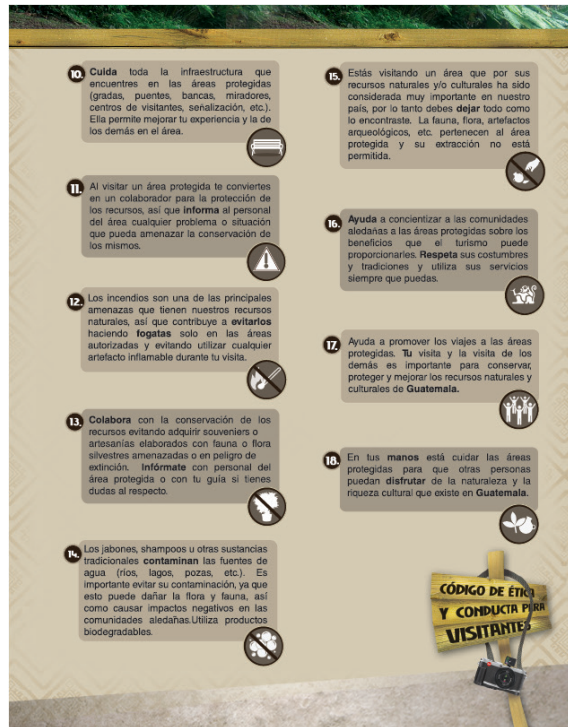 10. Cuida toda la infraestructura que
encuentres en las áreas protegidas
(gradas, puentes, bancas, miradores,
centros de visitantes, señalización, etc.).
Ella permite mejorar tu experiencia y la de
los demás en el área.
11. Al visitar un área protegida te conviertes
en un colaborador para la protección de
los recursos, así que informa al personal
del área cualquier problema o situación
que pueda amenazar la conservación de
los mismos.
12. Los incendios son una de las principales
amenazas que tienen nuestros recursos
naturales, así que contribuye a evitarlos
haciendo fogatas solo en las áreas
autorizadas y evitando utilizar cualquier
artefacto inflamable durante tu visita.
13. Colabora con la conservación de los
recursos evitando adquirir souveniers o
artesanías elaborados con fauna o flora
silvestres amenazadas o en peligro de
extinción. Infórmate con personal del
área protegida o con tu guía si tienes
dudas al respecto.
14. Los jabones, shampoos u otras sustancias
tradicionales contaminan las fuentes de
agua (ríos, lagos, pozas, etc.). Es
importante evitar su contaminación, ya que
esto puede dañar la flora y fauna, así
como causar impactos negativos en las
comunidades aledañas.Utiliza productos
biodegradables.
15. Estás visitando un área que por sus
recursos naturales y/o culturales ha sido
considerada muy importante en nuestro
país, por lo tanto debes dejar todo como
lo encontraste. La fauna, flora, artefactos
arqueológicos, etc. pertenecen al área
protegida y su extracción no está
permitida.
16. Ayuda a concientizar a las comunidades
aledañas a las áreas protegidas sobre los
beneficios que el turismo puede
proporcionarles. Respeta sus costumbres
y tradiciones y utiliza sus servicios
siempre que puedas.
17. Ayuda a promover los viajes a las áreas
protegidas. Tu visita y la visita de los
demás es importante para conservar,
proteger y mejorar los recursos naturales y
culturales de Guatemala.
18. En tus manos está cuidar las áreas
protegidas para que otras personas
puedan disfrutar de la naturaleza y la
riqueza cultural que existe en Guatemala.
CÓDIGO DE ÉTICA
Y CONDUCTA PARA
VISITANTES